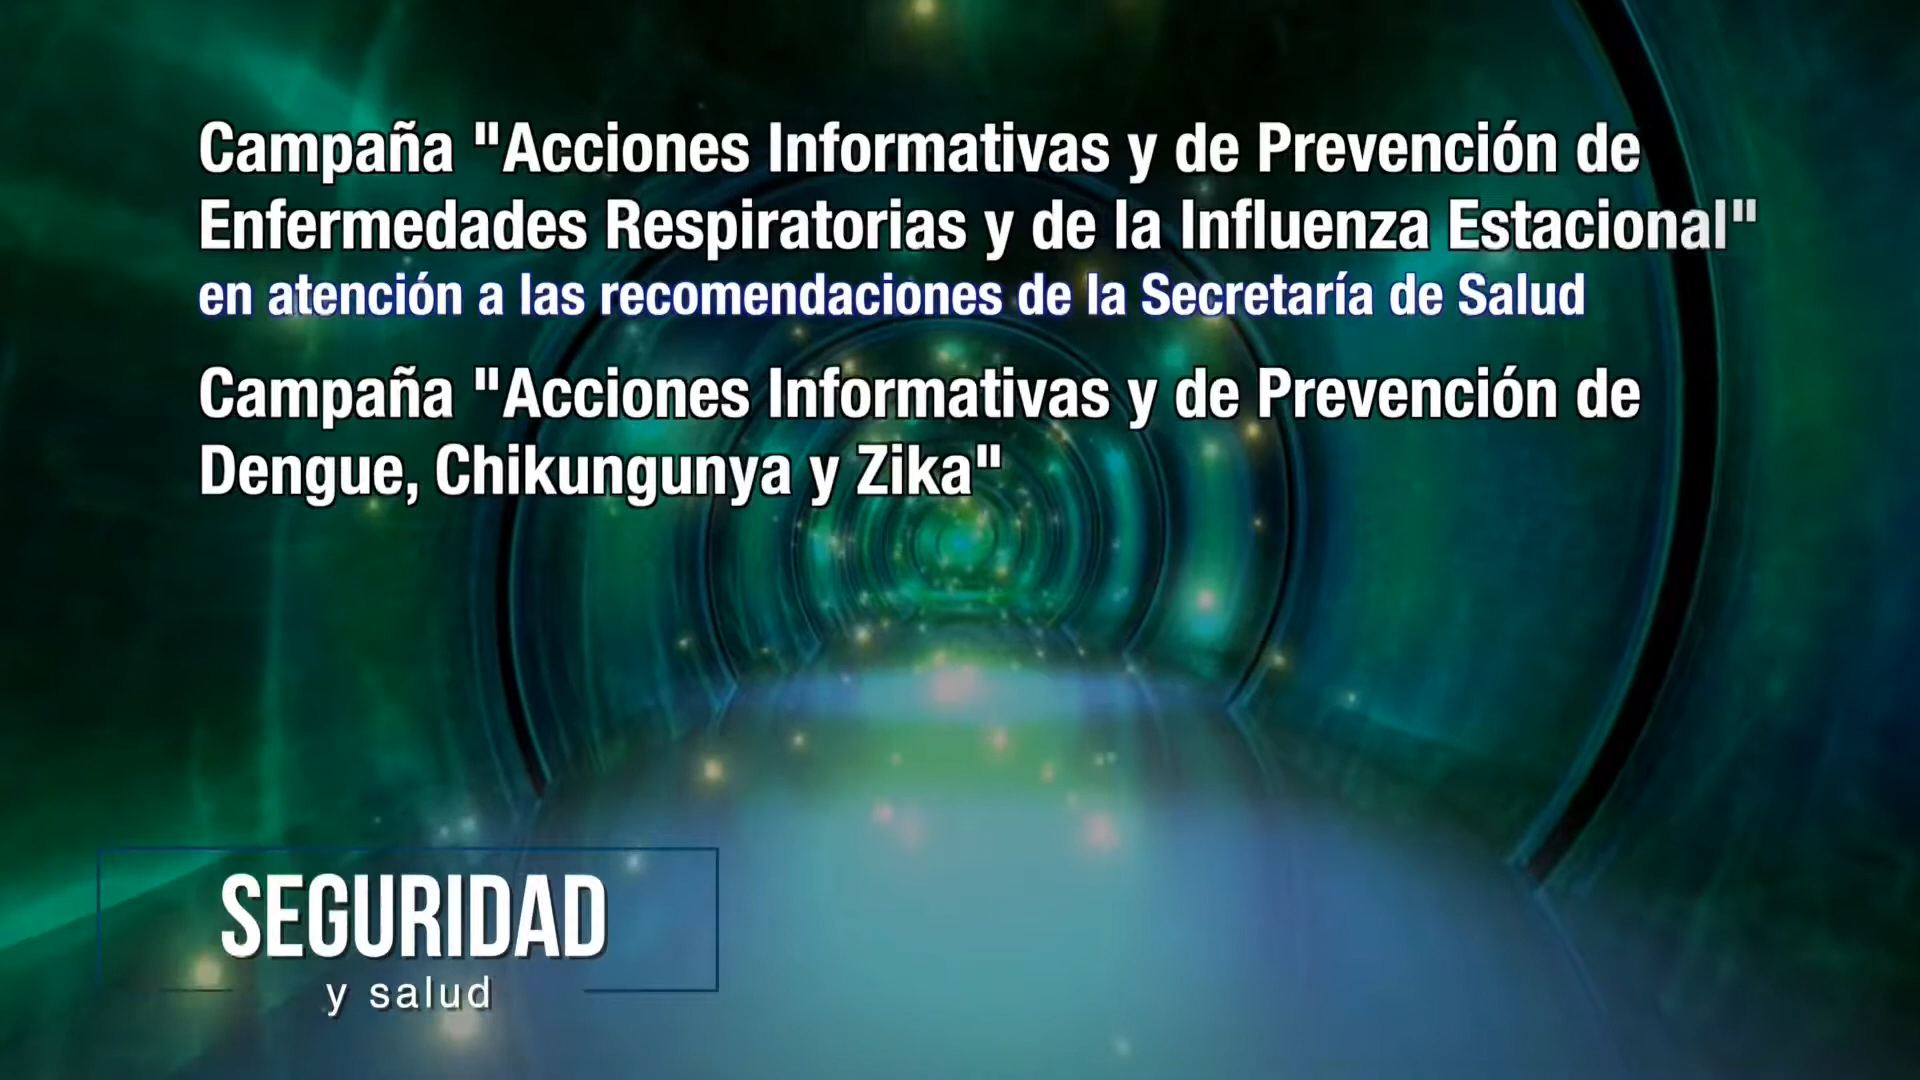 Campaña "Acciones Informativas y de Prevención de
Enfermedades Respiratorias y de la Influenza Estacional"
en atención a las recomendaciones de la Secretaría de Salud
Campaña "Acciones Informativas y de Prevención de
Dengue, Chikungunya y Zika"
SEGURIDAD
y salud